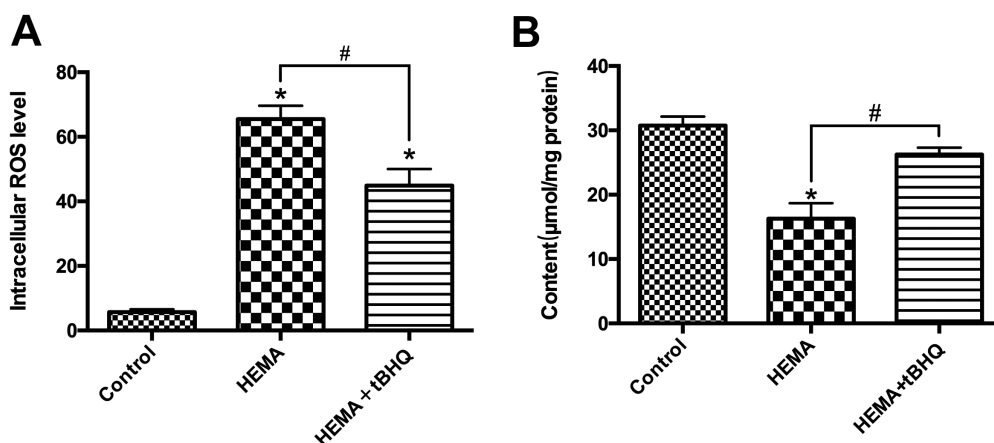 A
Intracellular ROS level
80
60
40
20
0
#
*
*
Control
HEMA
HEMA + tBHQ
B
Content(µmol/mg protein)
40
30
20
10
0
#
*
Control
HEMA
HEMA+tBHQ